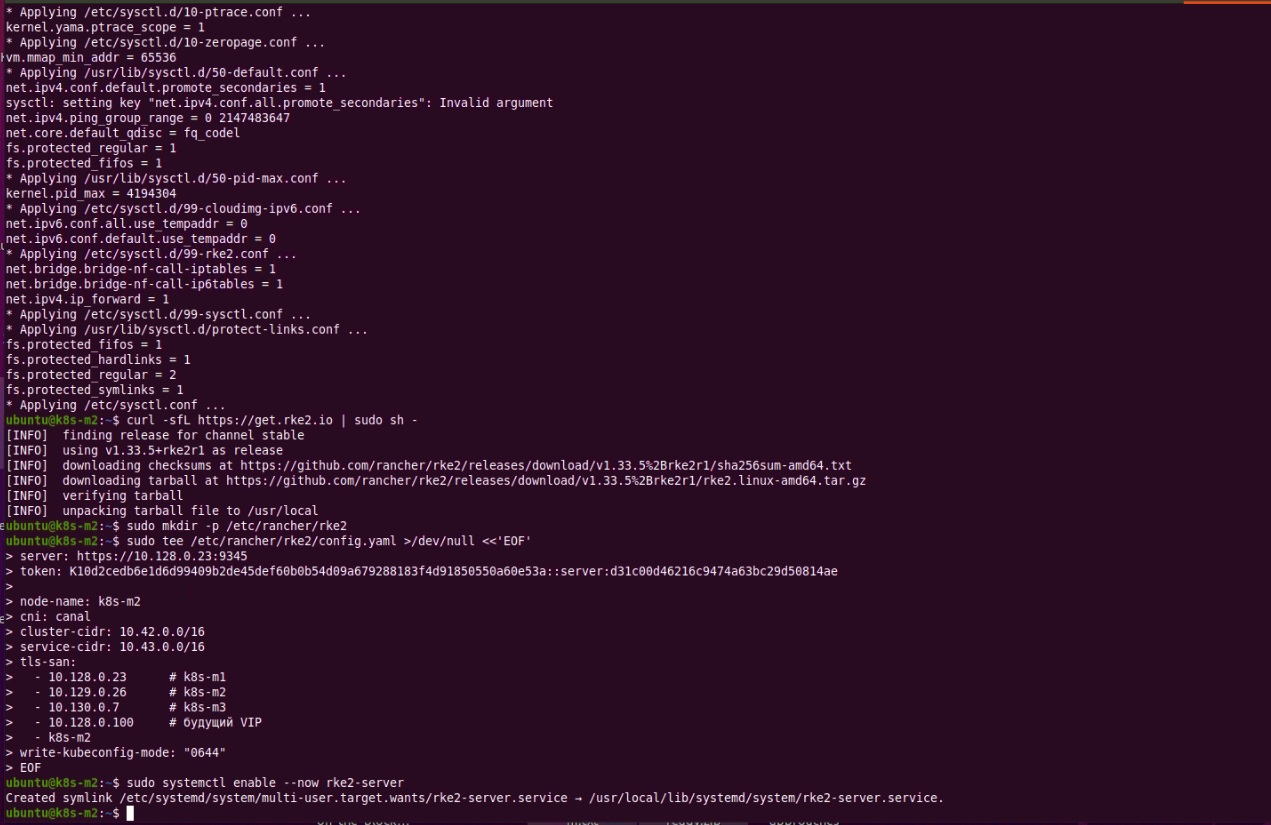 * Applying /etc/sysctl.d/10-ptrace.conf ...
kernel.yama.ptrace_scope = 1
* Applying /etc/sysctl.d/10-zeropage.conf ...
vm.mmap_min_addr = 65536
* Applying /usr/lib/sysctl.d/50-default.conf ...
net.ipv4.conf.default.promote_secondaries = 1
sysctl: setting key "net.ipv4.conf.all.promote_secondaries": Invalid argument
net.ipv4.ping_group_range = 0 2147483647
net.core.default_qdisc = fq_codel
fs.protected_regular = 1
fs.protected_fifos = 1
* Applying /usr/lib/sysctl.d/50-pid-max.conf ...
kernel.pid_max = 4194304
* Applying /etc/sysctl.d/99-cloudimg-ipv6.conf ...
net.ipv6.conf.all.use_tempaddr = 0
net.ipv6.conf.default.use_tempaddr = 0
* Applying /etc/sysctl.d/99-rke2.conf ...
net.bridge.bridge-nf-call-iptables = 1
net.bridge.bridge-nf-call-ip6tables = 1
net.ipv4.ip_forward = 1
* Applying /etc/sysctl.d/99-sysctl.conf ...
* Applying /usr/lib/sysctl.d/protect-links.conf ...
fs.protected_fifos = 1
fs.protected_hardlinks = 1
fs.protected_regular = 2
fs.protected_symlinks = 1
* Applying /etc/sysctl.conf ...
ubuntu@k8s-m2:~$ curl -sfL https://get.rke2.io | sudo sh -
[INFO]  finding release for channel stable
[INFO]  using v1.33.5+rke2r1 as release
[INFO]  downloading checksums at https://github.com/rancher/rke2/releases/download/v1.33.5%2Brke2r1/sha256sum-amd64.txt
[INFO]  downloading tarball at https://github.com/rancher/rke2/releases/download/v1.33.5%2Brke2r1/rke2.linux-amd64.tar.gz
[INFO]  verifying tarball
[INFO]  unpacking tarball file to /usr/local
ubuntu@k8s-m2:~$ sudo mkdir -p /etc/rancher/rke2
ubuntu@k8s-m2:~$ sudo tee /etc/rancher/rke2/config.yaml >/dev/null <<'EOF'
> server: https://10.128.0.23:9345
> token: K10d2cedb6e1d6d99409b2de45def60b0b54d09a679288183f4d91850550a60e53a::server:d31c00d46216c9474a63bc29d50814ae
>
> node-name: k8s-m2
> cni: canal
> cluster-cidr: 10.42.0.0/16
> service-cidr: 10.43.0.0/16
> tls-san:
>   - 10.128.0.23      # k8s-m1
>   - 10.129.0.26      # k8s-m2
>   - 10.130.0.7       # k8s-m3
>   - 10.128.0.100     # будущий VIP
>   - k8s-m2
> write-kubeconfig-mode: "0644"
> EOF
ubuntu@k8s-m2:~$ sudo systemctl enable --now rke2-server
Created symlink /etc/systemd/system/multi-user.target.wants/rke2-server.service → /usr/local/lib/systemd/system/rke2-server.service.
ubuntu@k8s-m2:~$